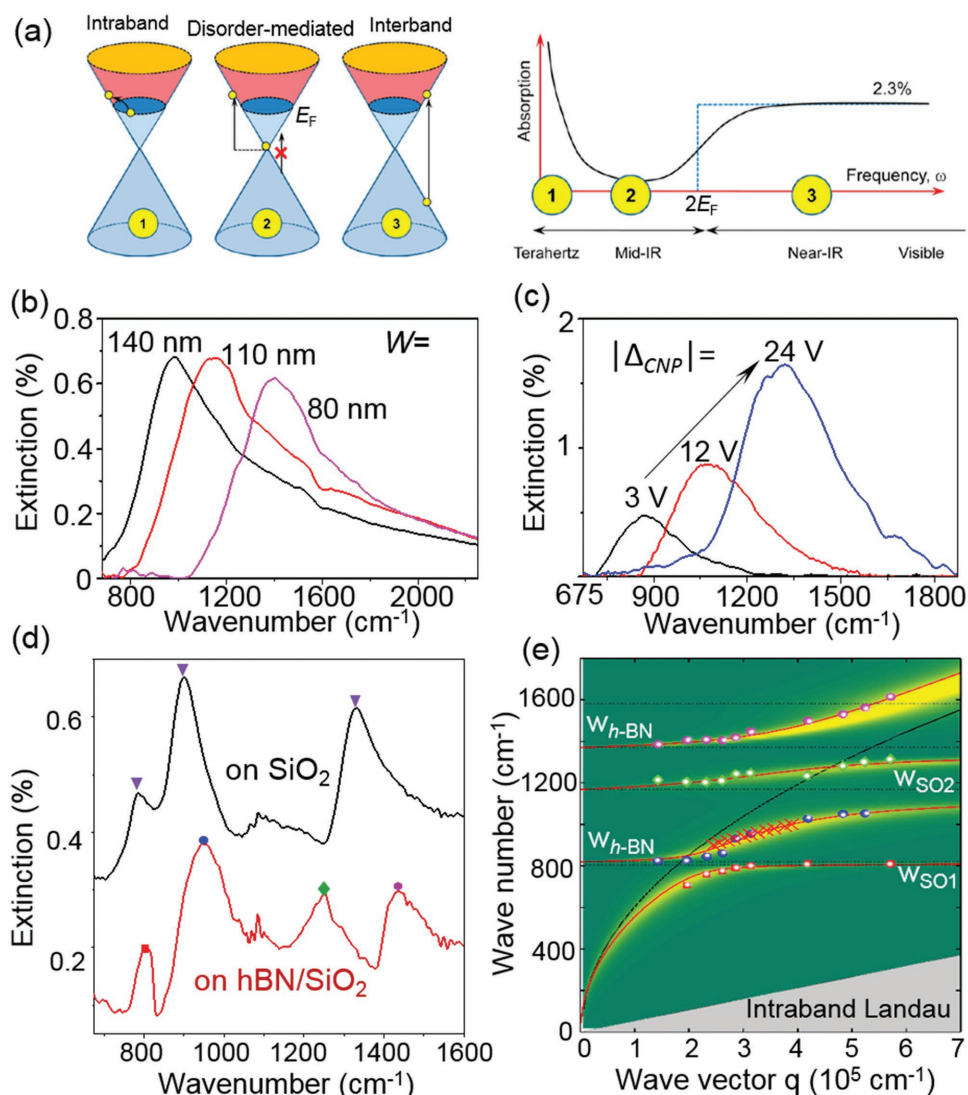 (a)
Intraband
Disorder-mediated
Interband
E_F
1
2
3
Absorption
2.3%
Frequency, ω
1
2
3
2E_F
Terahertz
Mid-IR
Near-IR
Visible
(b)
0.8
0.6
0.4
0.2
0
Extinction (%)
140 nm
110 nm
80 nm
W=
800
1200
1600
2000
Wavenumber (cm⁻¹)
(c)
2
1
0
Extinction (%)
|Δ_CNP| =
24 V
12 V
3 V
675
900
1200
1500
1800
Wavenumber (cm⁻¹)
(d)
0.6
0.4
0.2
Extinction (%)
on SiO₂
on hBN/SiO₂
800
1000
1200
1400
1600
Wavenumber (cm⁻¹)
(e)
1600
1200
800
400
0
Wave number (cm⁻¹)
W_h-BN
W_SO2
W_h-BN
W_SO1
Intraband Landau
0
1
2
3
4
5
6
7
Wave vector q (10⁵ cm⁻¹)